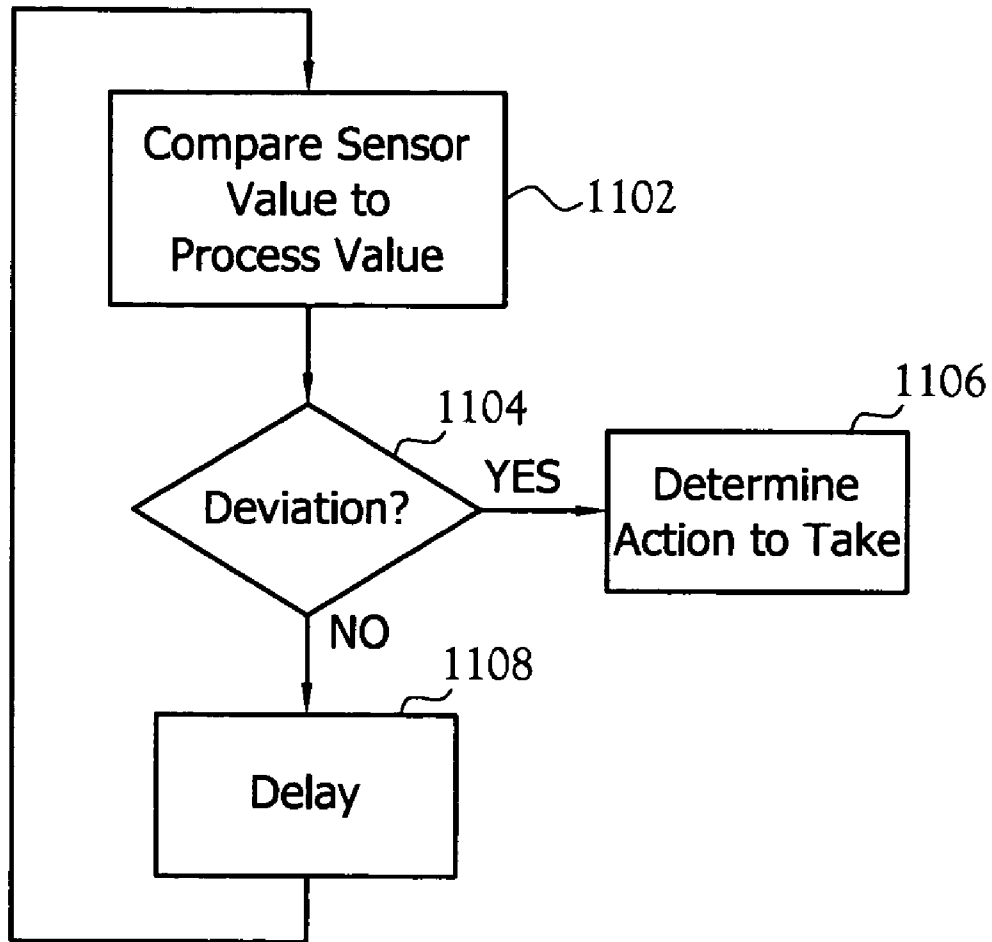 Compare Sensor
Value to
Process Value
1102
1104
Deviation?
YES
1106
Determine
Action to Take
NO
1108
Delay